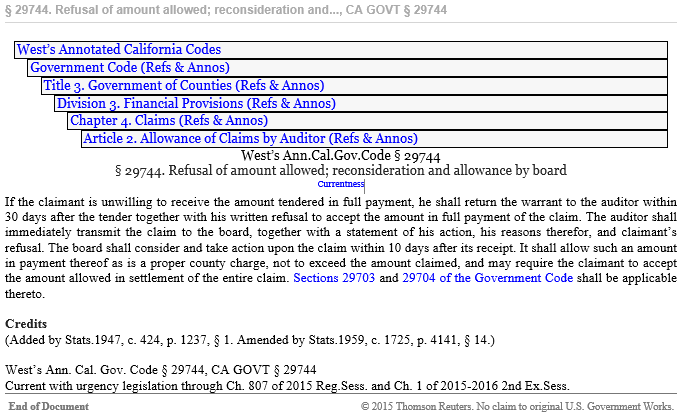 § 29744. Refusal of amount allowed; reconsideration and..., CA GOVT § 29744
West's Annotated California Codes
Government Code (Refs & Annos)
Title 3. Government of Counties (Refs & Annos)
Division 3. Financial Provisions (Refs & Annos)
Chapter 4. Claims (Refs & Annos)
Article 2. Allowance of Claims by Auditor (Refs & Annos)
West's Ann.Cal.Gov.Code § 29744
§ 29744. Refusal of amount allowed; reconsideration and allowance by board
Currentness
If the claimant is unwilling to receive the amount tendered in full payment, he shall return the warrant to the auditor within
30 days after the tender together with his written refusal to accept the amount in full payment of the claim. The auditor shall
immediately transmit the claim to the board, together with a statement of his action, his reasons therefor, and claimant's
refusal. The board shall consider and take action upon the claim within 10 days after its receipt. It shall allow such an amount
in payment thereof as is a proper county charge, not to exceed the amount claimed, and may require the claimant to accept
the amount allowed in settlement of the entire claim. Sections 29703 and 29704 of the Government Code shall be applicable
thereto.
Credits
(Added by Stats.1947, c. 424, p. 1237, § 1. Amended by Stats.1959, c. 1725, p. 4141, § 14.)
West's Ann. Cal. Gov. Code § 29744, CA GOVT § 29744
Current with urgency legislation through Ch. 807 of 2015 Reg.Sess. and Ch. 1 of 2015-2016 2nd Ex.Sess.
End of Document © 2015 Thomson Reuters. No claim to original U.S. Government Works.